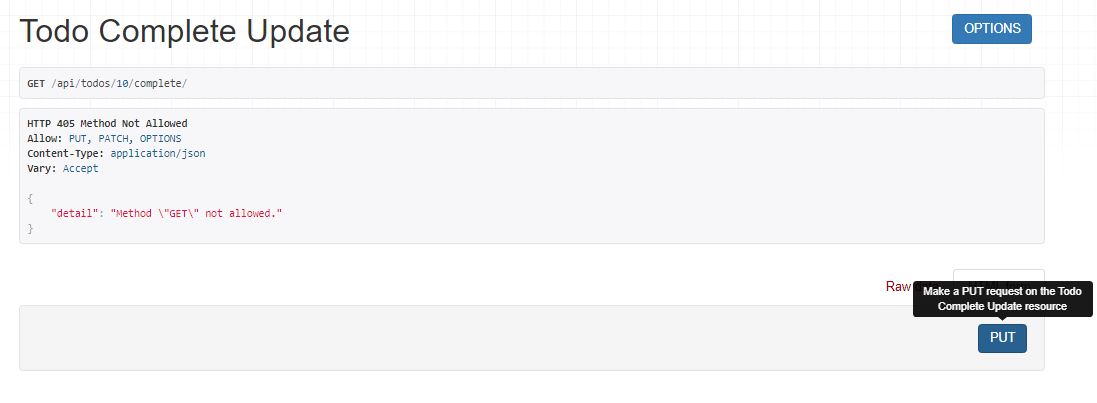 Todo Complete Update
OPTIONS
GET /api/todos/10/complete/
HTTP 405 Method Not Allowed
Allow: PUT, PATCH, OPTIONS
Content-Type: application/json
Vary: Accept
{
"detail": "Method \"GET\" not allowed."
}
Raw
Make a PUT request on the Todo
Complete Update resource
PUT